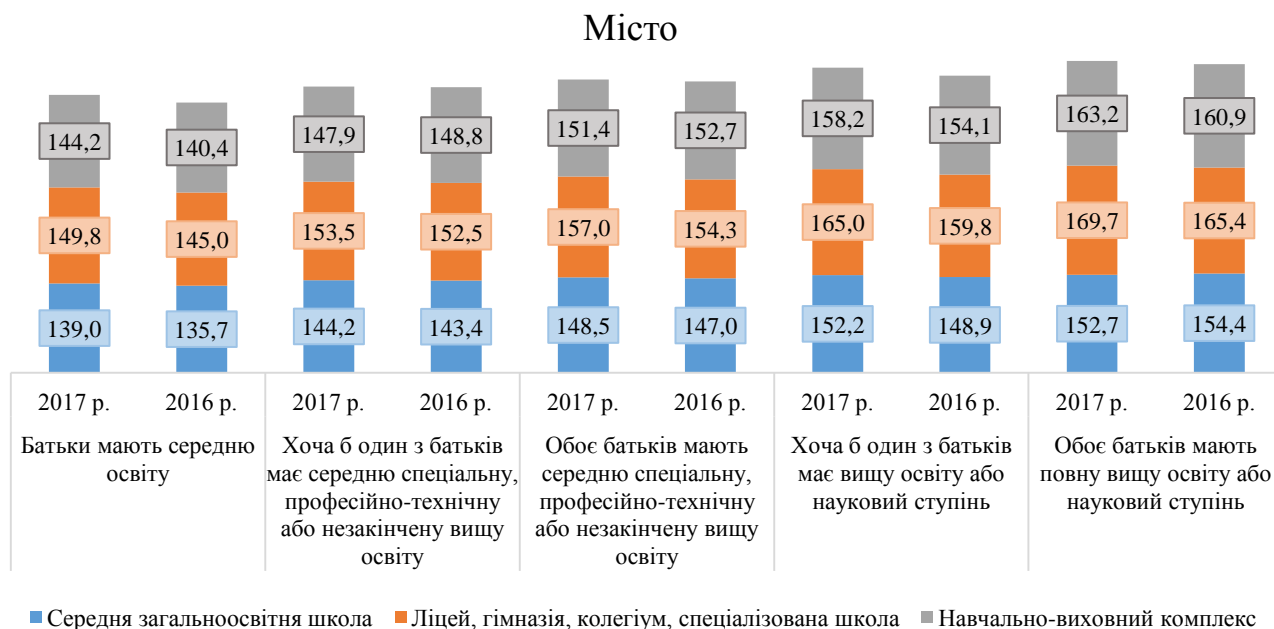 Місто
144,2 140,4 147,9 148,8 151,4 152,7 158,2 154,1 163,2 160,9
149,8 145,0 153,5 152,5 157,0 154,3 165,0 159,8 169,7 165,4
139,0 135,7 144,2 143,4 148,5 147,0 152,2 148,9 152,7 154,4
2017 р. 2016 р. 2017 р. 2016 р. 2017 р. 2016 р. 2017 р. 2016 р. 2017 р. 2016 р.
Батьки мають середню
освіту
Хоча б один з батьків
має середню спеціальну,
професійно-технічну
або незакінчену вищу
освіту
Обоє батьків мають
середню спеціальну,
професійно-технічну
або незакінчену вищу
освіту
Хоча б один з батьків
має вищу освіту або
науковий ступінь
Обоє батьків мають
повну вищу освіту або
науковий ступінь
Середня загальноосвітня школа Ліцей, гімназія, колегіум, спеціалізована школа Навчально-виховний комплекс